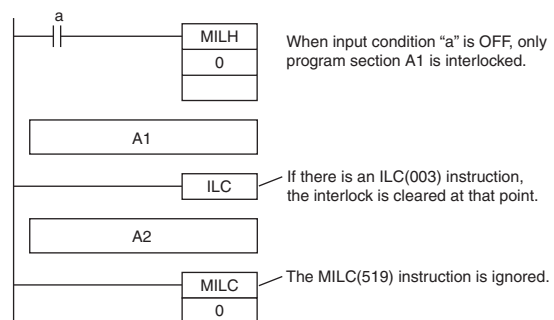 a
MILH
0
When input condition “a” is OFF, only
program section A1 is interlocked.
A1
ILC
If there is an ILC(003) instruction,
the interlock is cleared at that point.
A2
MILC
0
The MILC(519) instruction is ignored.